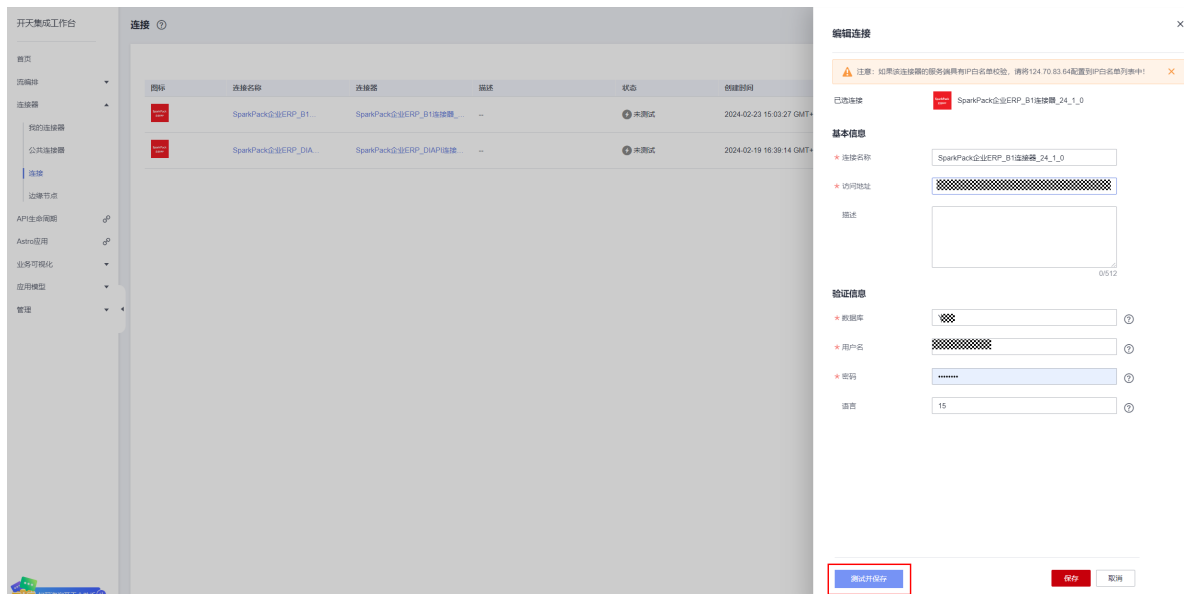 开天集成工作台
首页
流编排
连接器
我的连接器
公共连接器
连接
边缘节点
API生命周期
Astro应用
业务可视化
应用模型
管理
连接
图标 连接名称 连接器 描述 状态 创建时间
SparkPack企业ERP_B1... SparkPack企业ERP_B1连接器_... -- 未测试 2024-02-23 15:03:27 GMT+
SparkPack企业ERP_DIA... SparkPack企业ERP_DIAPI连接... -- 未测试 2024-02-19 16:39:14 GMT+
编辑连接
注意：如果该连接器的服务端具有IP白名单校验，请将124.70.83.64配置到IP白名单列表中！
已选连接 SparkPack企业ERP_B1连接器_24_1_0
基本信息
* 连接名称 SparkPack企业ERP_B1连接器_24_1_0
* 访问地址
描述
0/512
验证信息
* 数据库
* 用户名
* 密码 ••••••••
语言 15
测试并保存 保存 取消